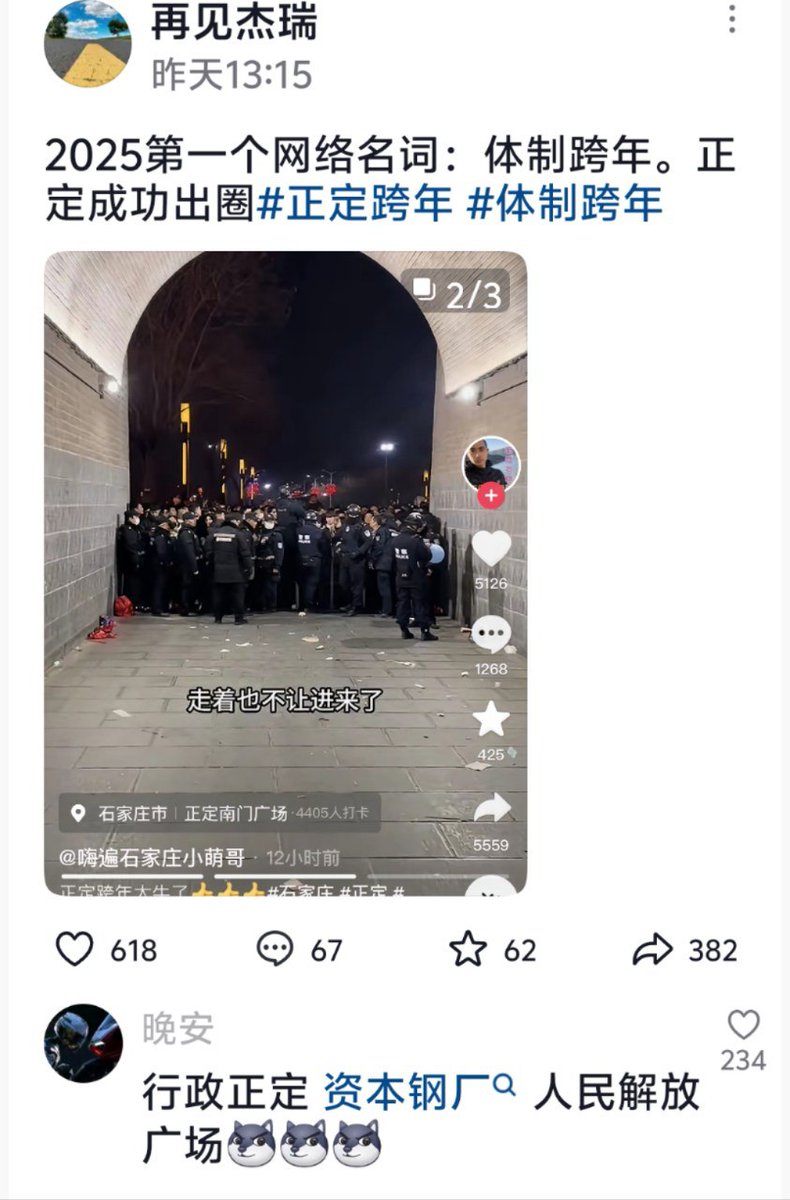 再见杰瑞
昨天13:15
2025第一个网络名词：体制跨年。正
定成功出圈#正定跨年 #体制跨年
2/3
5126
1268
走着也不让进来了
425
石家庄市 | 正定南门广场·4405人打卡
5559
@嗨遍石家庄小萌哥 · 12小时前
正定跨年太牛了👍👍👍#石家庄 #正定 #
618
67
62
382
晚安
234
行政正定 资本钢厂 人民解放
广场